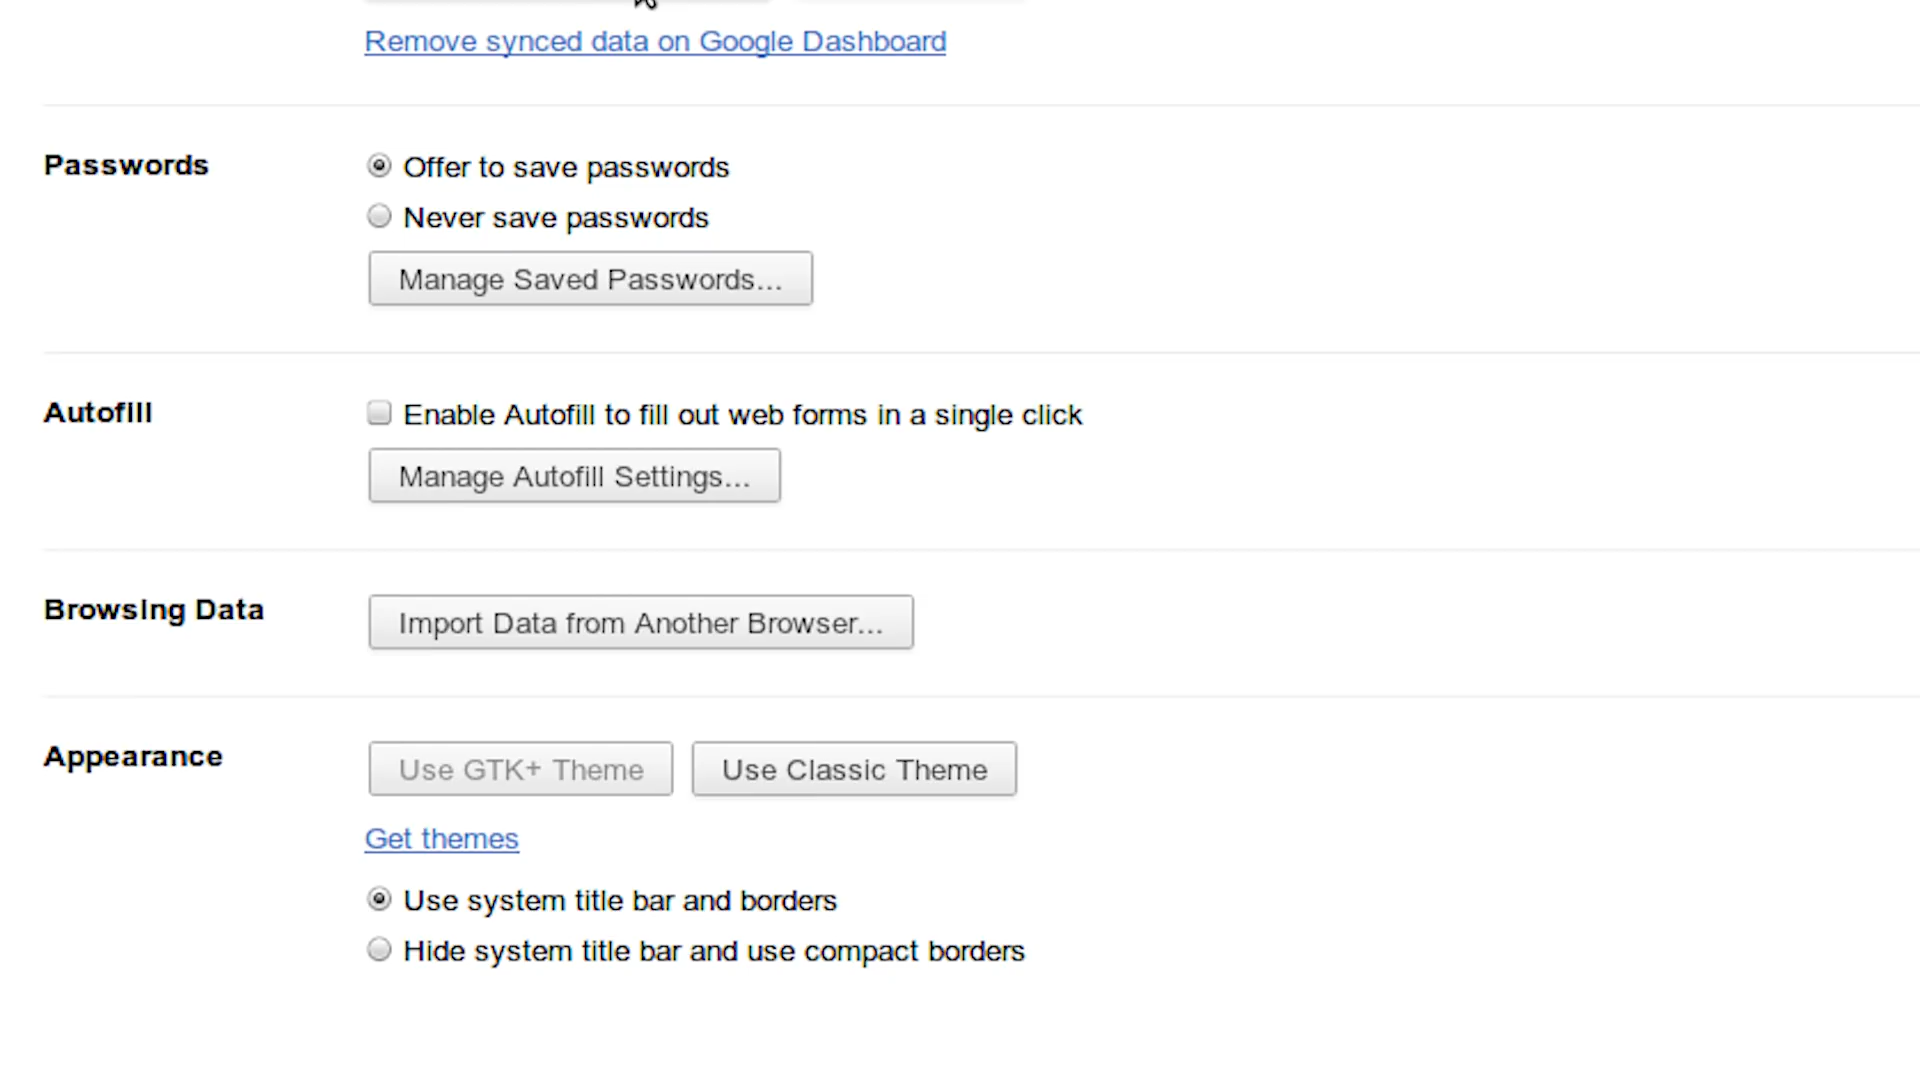 Remove synced data on Google Dashboard
Passwords
Offer to save passwords
Never save passwords
Manage Saved Passwords...
Autofill
Enable Autofill to fill out web forms in a single click
Manage Autofill Settings...
Browsing Data
Import Data from Another Browser...
Appearance
Use GTK+ Theme
Use Classic Theme
Get themes
Use system title bar and borders
Hide system title bar and use compact borders